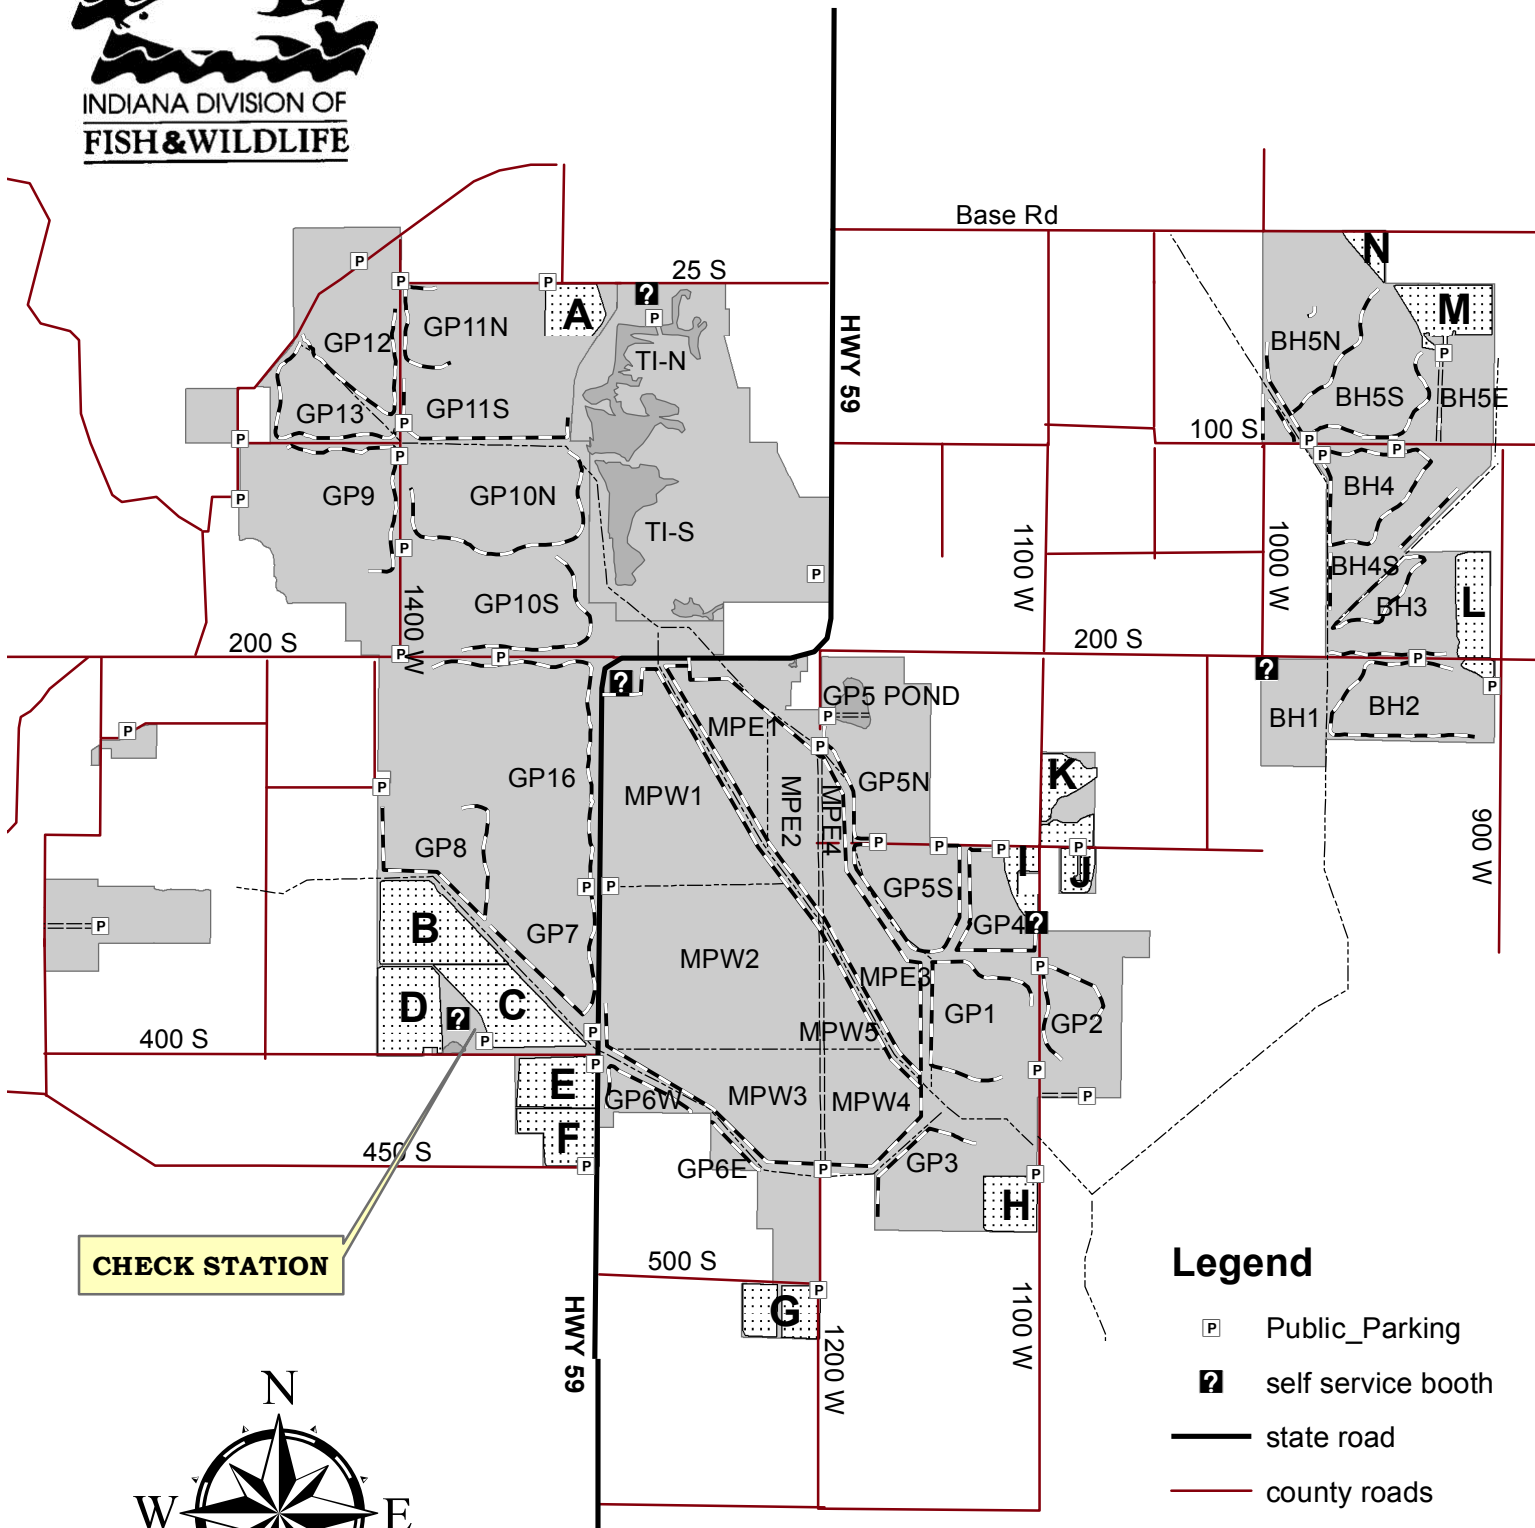 INDIANA DIVISION OF
FISH&WILDLIFE
Base Rd
25 S
N
A
GP11N
GP12
TI-N
HWY 59
M
BH5N
GP13
GP11S
BH5S
BH5E
100 S
GP9
GP10N
TI-S
BH4
1100 W
1000 W
BH4S
GP10S
1400 W
BH3
L
200 S
200 S
GP5 POND
MPE1
BH1
BH2
GP16
MPW1
MPE2
MPE4
GP5N
K
900 W
GP8
I
J
GP5S
B
GP7
GP4
MPW2
MPE3
D
C
GP1
GP2
MPW5
400 S
E
GP6W
MPW3
MPW4
F
450 S
GP6E
GP3
H
CHECK STATION
500 S
G
HWY 59
1200 W
1100 W
Legend
P Public_Parking
? self service booth
state road
county roads
N
W
E